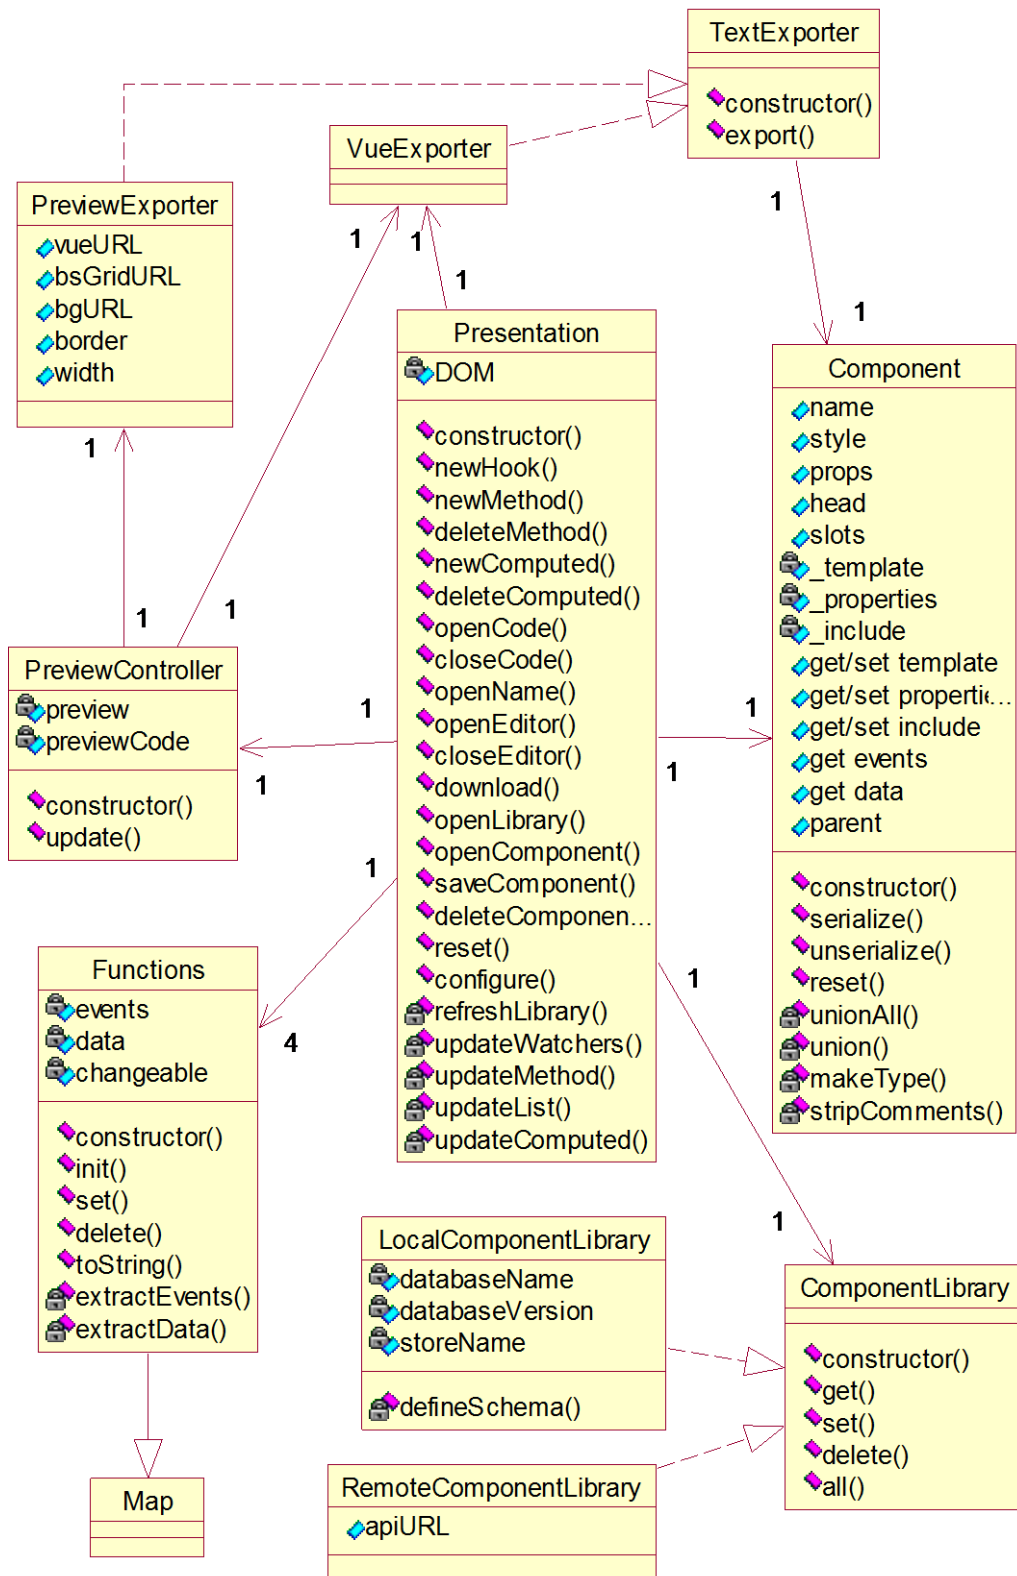 TextExporter
constructor()
export()
VueExporter
PreviewExporter
vueURL
bsGridURL
bgURL
border
width
1
1
1
1
1
1
Presentation
DOM
constructor()
newHook()
newMethod()
deleteMethod()
newComputed()
deleteComputed()
openCode()
closeCode()
openName()
openEditor()
closeEditor()
download()
openLibrary()
openComponent()
saveComponent()
deleteComponen...
reset()
configure()
refreshLibrary()
updateWatchers()
updateMethod()
updateList()
updateComputed()
Component
name
style
props
head
slots
_template
_properties
_include
get/set template
get/set properti...
get/set include
get events
get data
parent
constructor()
serialize()
unserialize()
reset()
unionAll()
union()
makeType()
stripComments()
1
1
PreviewController
preview
previewCode
constructor()
update()
1
1
1
1
1
4
Functions
events
data
changeable
constructor()
init()
set()
delete()
toString()
extractEvents()
extractData()
Map
1
1
LocalComponentLibrary
databaseName
databaseVersion
storeName
defineSchema()
ComponentLibrary
constructor()
get()
set()
delete()
all()
RemoteComponentLibrary
apiURL